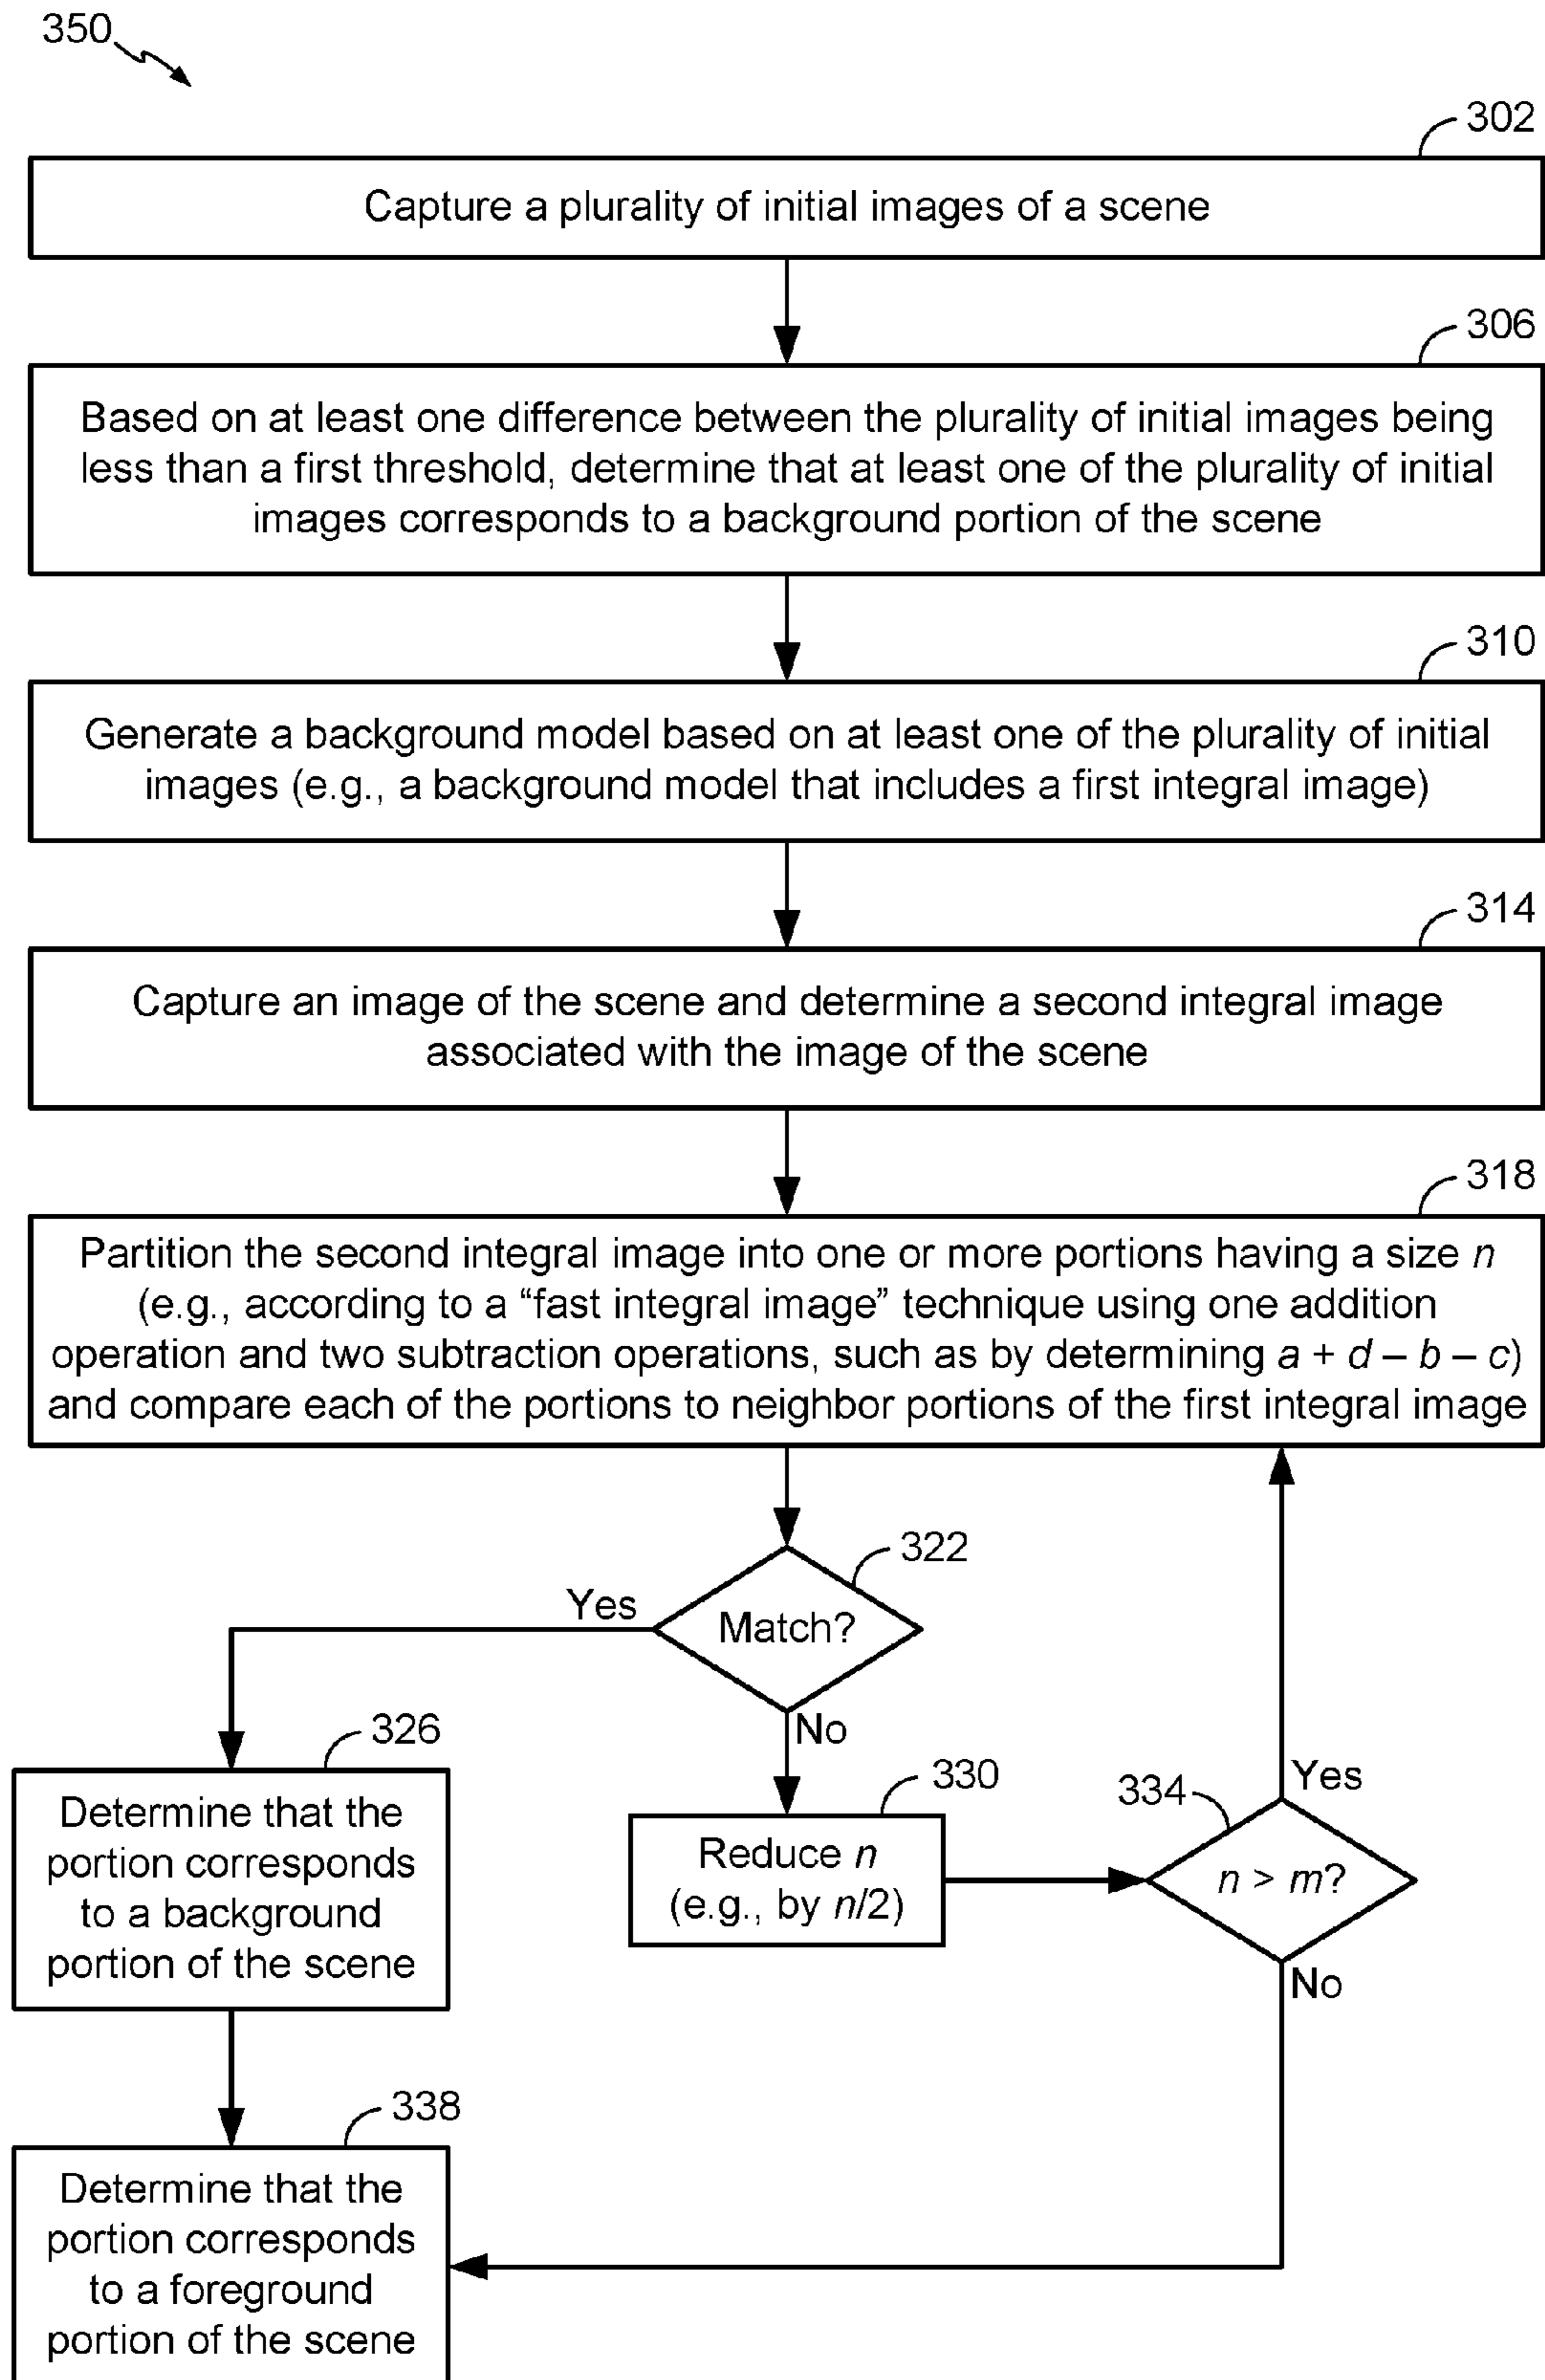 350
302
Capture a plurality of initial images of a scene
306
Based on at least one difference between the plurality of initial images being
less than a first threshold, determine that at least one of the plurality of initial
images corresponds to a background portion of the scene
310
Generate a background model based on at least one of the plurality of initial
images (e.g., a background model that includes a first integral image)
314
Capture an image of the scene and determine a second integral image
associated with the image of the scene
318
Partition the second integral image into one or more portions having a size n
(e.g., according to a “fast integral image” technique using one addition
operation and two subtraction operations, such as by determining a + d – b – c)
and compare each of the portions to neighbor portions of the first integral image
322
Match?
Yes
No
326
Determine that the
portion corresponds
to a background
portion of the scene
330
Reduce n
(e.g., by n/2)
334
n > m?
Yes
No
338
Determine that the
portion corresponds
to a foreground
portion of the scene